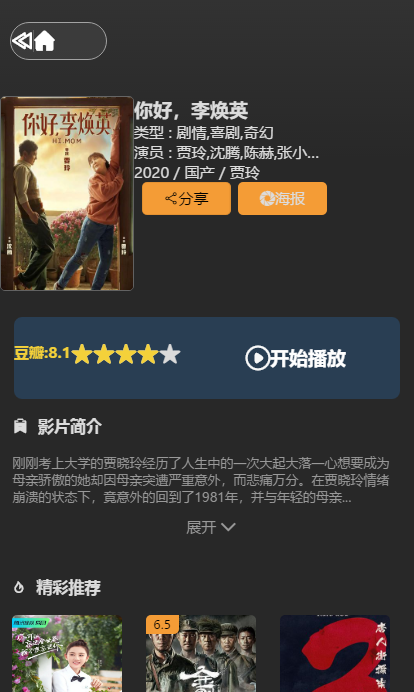 你好，李焕英
类型 : 剧情,喜剧,奇幻
演员 : 贾玲,沈腾,陈赫,张小...
2020 / 国产 / 贾玲
分享
海报
你好,李焕英
HI, MOM
贾玲
沈腾
豆瓣:8.1
开始播放
影片简介
刚刚考上大学的贾晓玲经历了人生中的一次大起大落—心想要成为
母亲骄傲的她却因母亲突遭严重意外，而悲痛万分。在贾晓玲情绪
崩溃的状态下，竟意外的回到了1981年，并与年轻的母亲...
展开
精彩推荐
6.5
唐人街探案
2